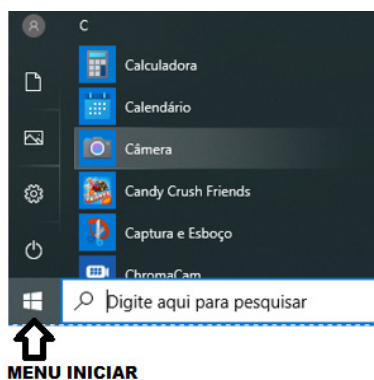 C
Calculadora
Calendário
Câmera
Candy Crush Friends
Captura e Esboço
ChromaCam
Digite aqui para pesquisar
MENU INICIAR